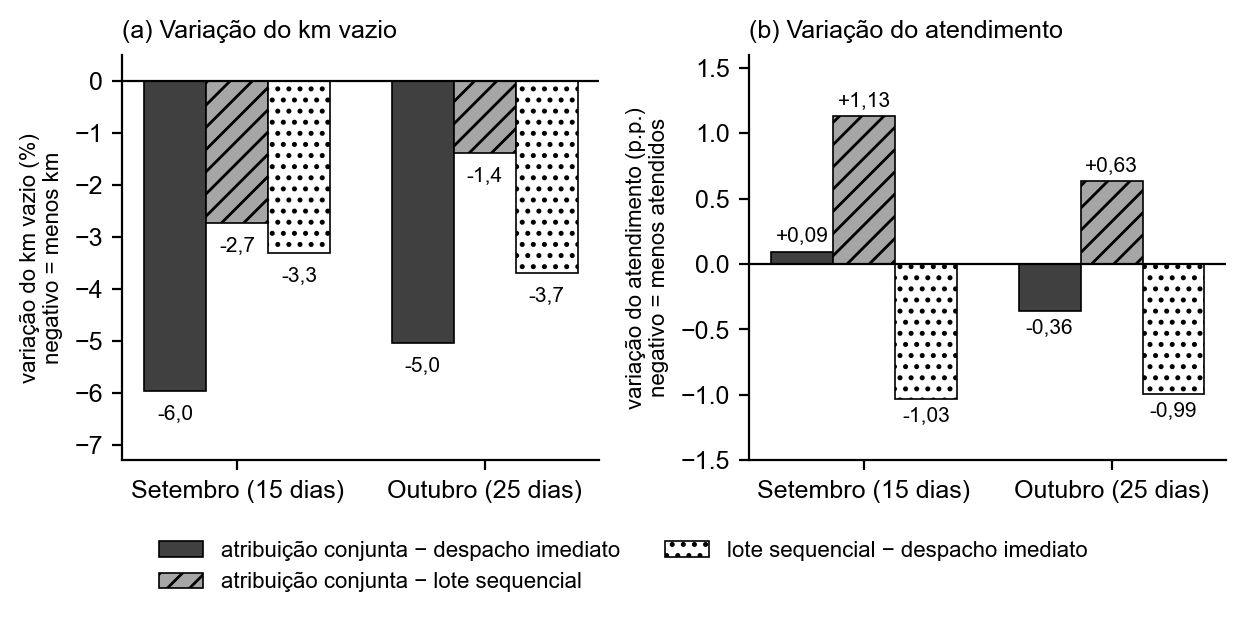 (a) Variação do km vazio
variação do km vazio (%)
negativo = menos km
0
−1
−2
−3
−4
−5
−6
−7
-6,0
-2,7
-3,3
-5,0
-1,4
-3,7
Setembro (15 dias)
Outubro (25 dias)
(b) Variação do atendimento
variação do atendimento (p.p.)
negativo = menos atendidos
1.5
1.0
0.5
0.0
−0.5
−1.0
−1.5
+0,09
+1,13
-1,03
-0,36
+0,63
-0,99
Setembro (15 dias)
Outubro (25 dias)
atribuição conjunta − despacho imediato
atribuição conjunta − lote sequencial
lote sequencial − despacho imediato